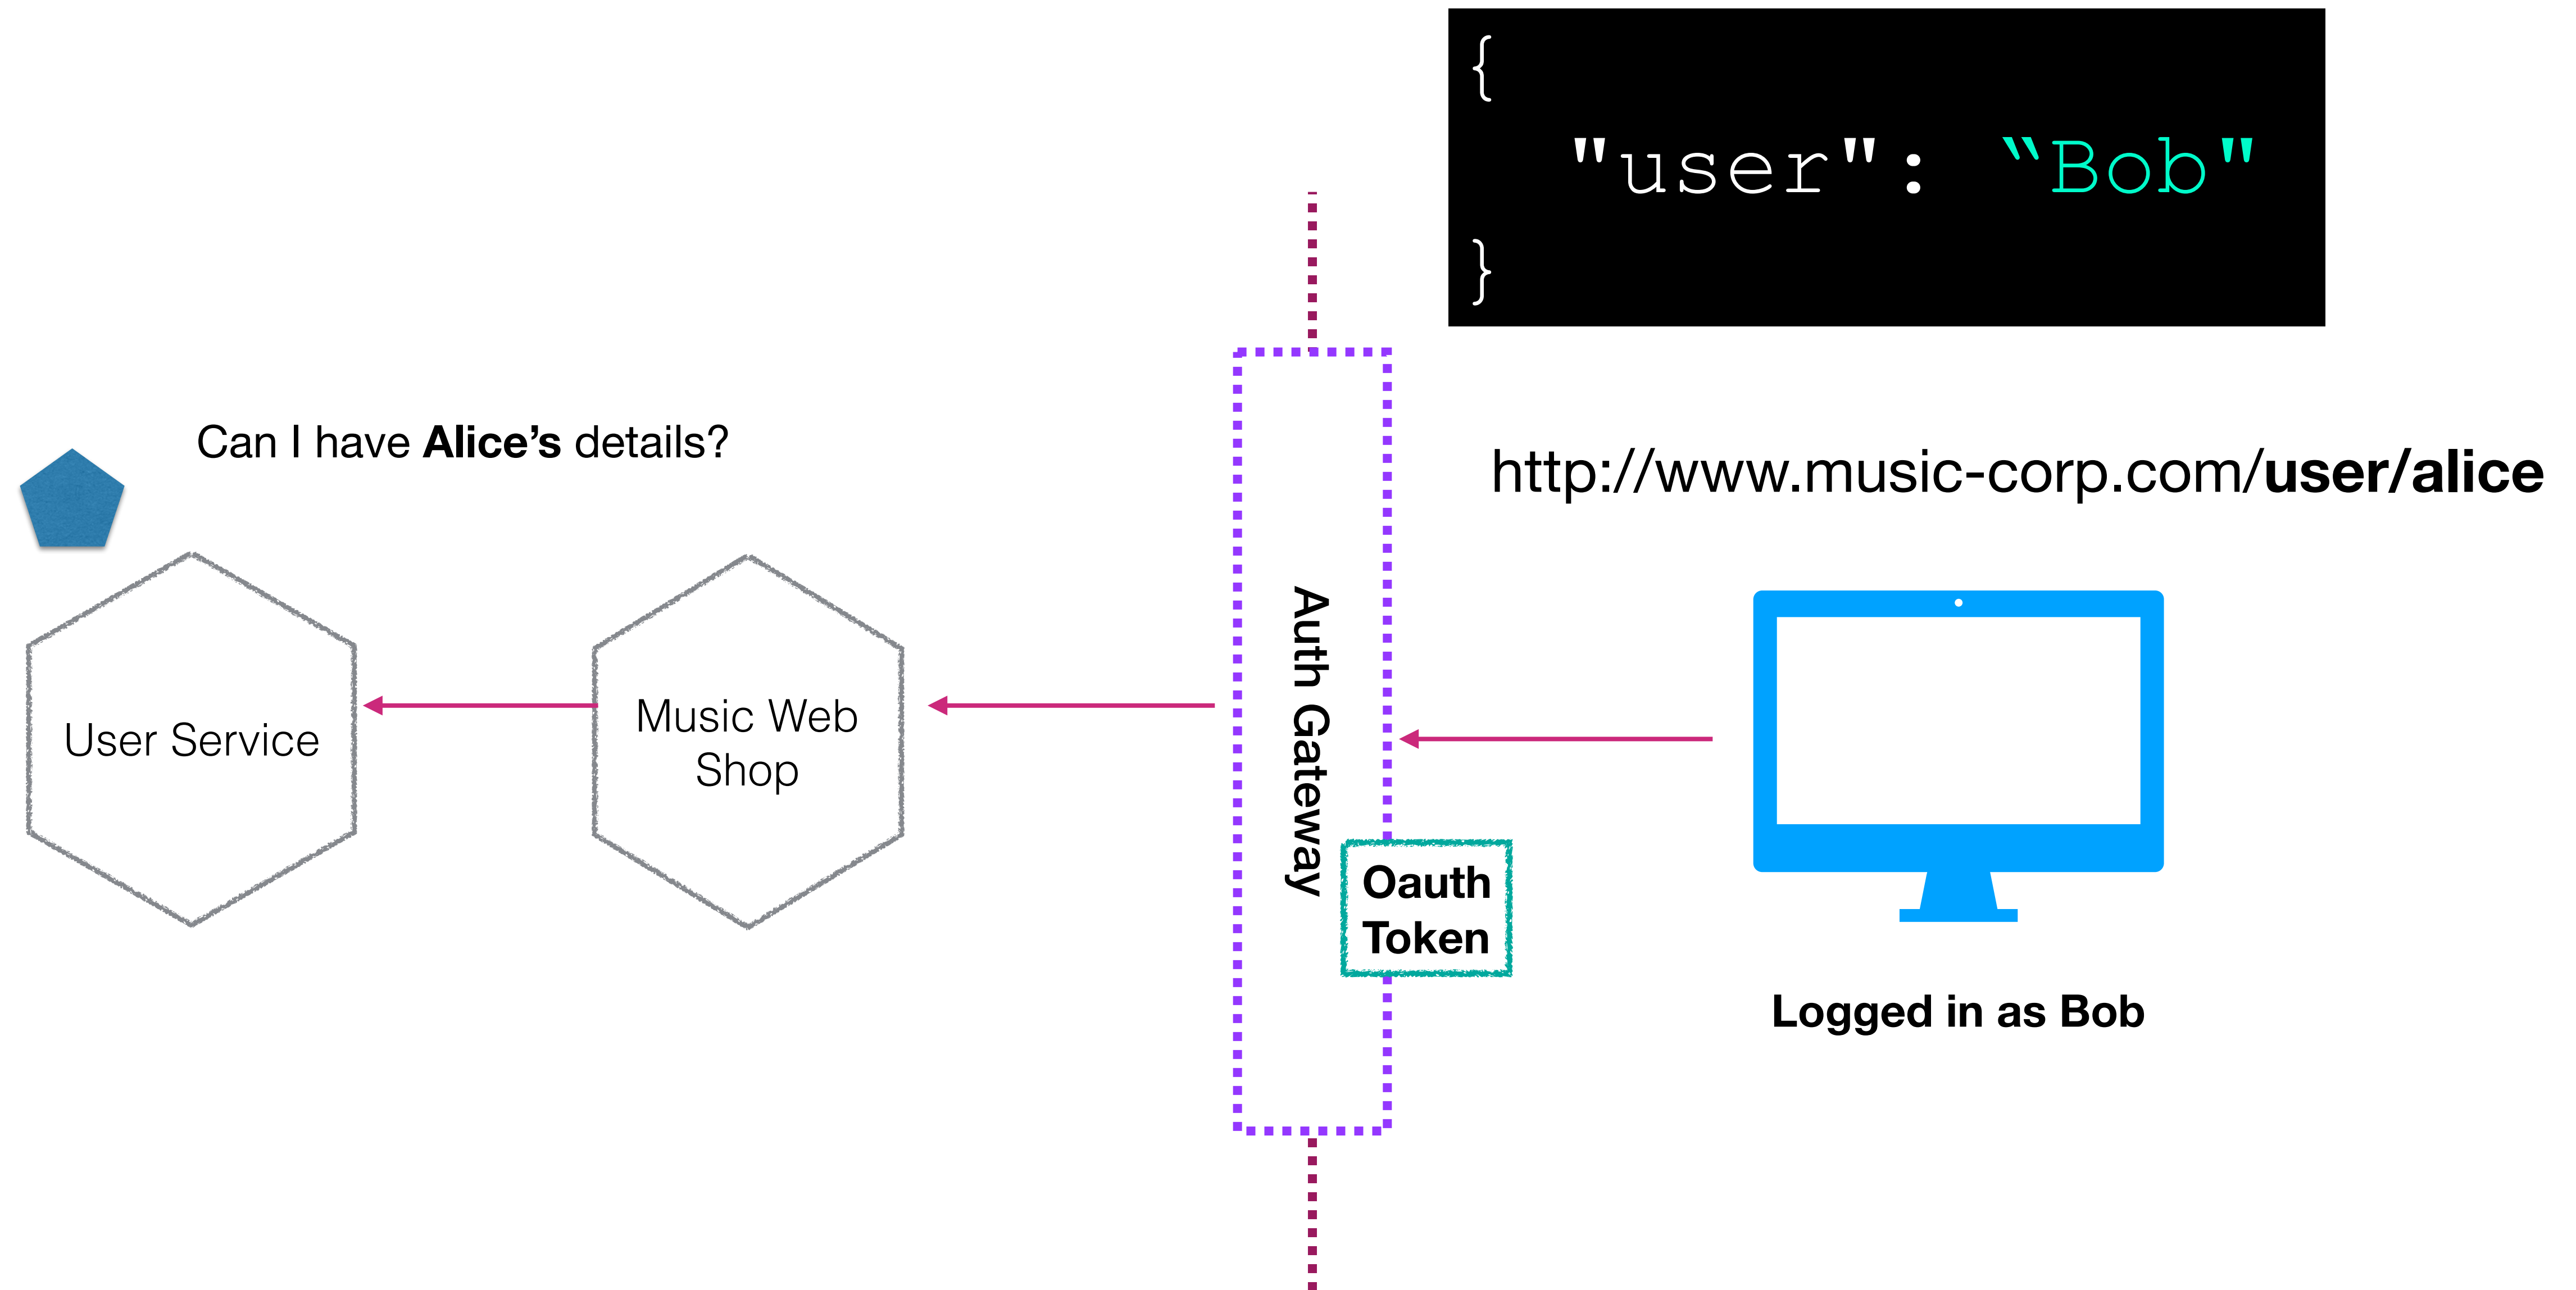 {
"user": “Bob"
}
Can I have Alice’s details?
http://www.music-corp.com/user/alice
User Service
Music Web
Shop
Auth Gateway
Oauth
Token
Logged in as Bob